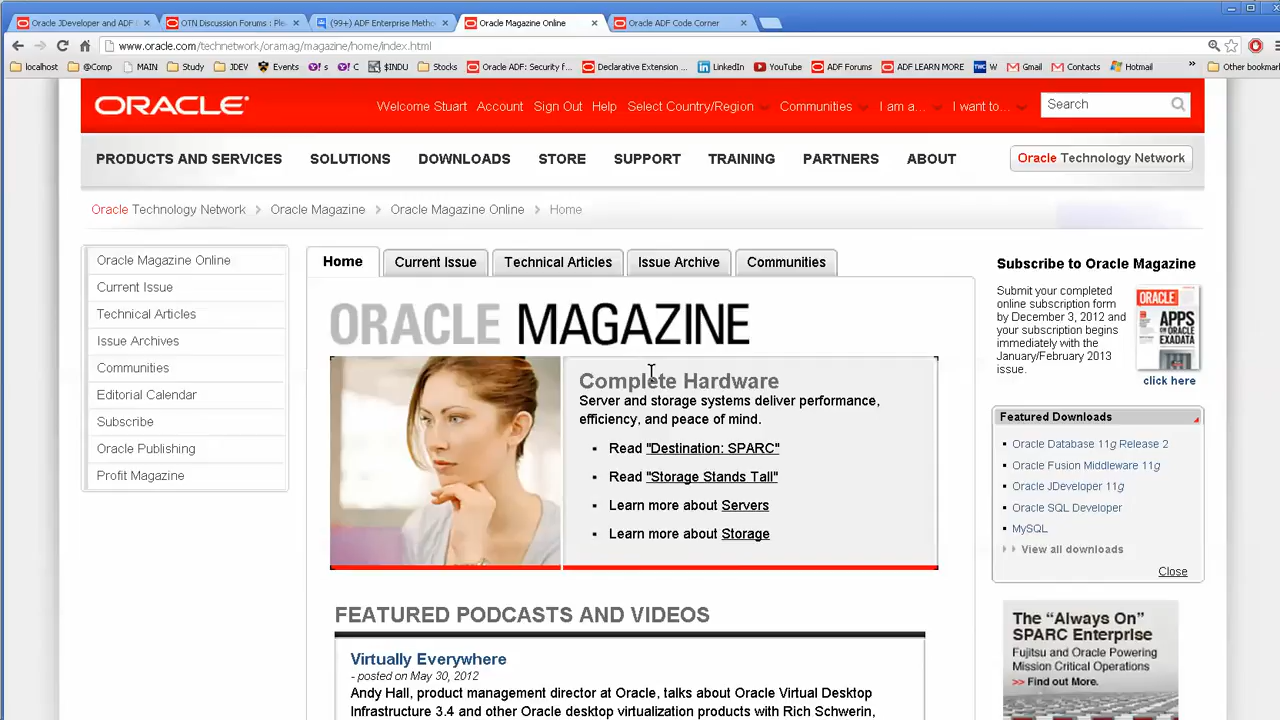 Oracle JDeveloper and ADF
OTN Discussion Forums : Ple
(99+) ADF Enterprise Metho
Oracle Magazine Online
Oracle ADF Code Corner
www.oracle.com/technetwork/oramag/magazine/home/index.html
localhost @Comp MAIN Study JDEV Events Y! s Y! C $INDU Stocks Oracle ADF: Security f... Declarative Extension ... LinkedIn YouTube ADF Forums ADF LEARN MORE W Gmail Contacts Hotmail Other bookmar
ORACLE
Welcome Stuart Account Sign Out Help Select Country/Region Communities I am a... I want to... Search
PRODUCTS AND SERVICES SOLUTIONS DOWNLOADS STORE SUPPORT TRAINING PARTNERS ABOUT Oracle Technology Network
Oracle Technology Network > Oracle Magazine > Oracle Magazine Online > Home
Oracle Magazine Online
Current Issue
Technical Articles
Issue Archives
Communities
Editorial Calendar
Subscribe
Oracle Publishing
Profit Magazine
Home Current Issue Technical Articles Issue Archive Communities
ORACLE MAGAZINE
Complete Hardware
Server and storage systems deliver performance,
efficiency, and peace of mind.
Read "Destination: SPARC"
Read "Storage Stands Tall"
Learn more about Servers
Learn more about Storage
FEATURED PODCASTS AND VIDEOS
Virtually Everywhere
- posted on May 30, 2012
Andy Hall, product management director at Oracle, talks about Oracle Virtual Desktop
Infrastructure 3.4 and other Oracle desktop virtualization products with Rich Schwerin,
Subscribe to Oracle Magazine
Submit your completed
online subscription form
by December 3, 2012 and
your subscription begins
immediately with the
January/February 2013
issue.
ORACLE
APPS
ON ORACLE
EXADATA
click here
Featured Downloads
Oracle Database 11g Release 2
Oracle Fusion Middleware 11g
Oracle JDeveloper 11g
Oracle SQL Developer
MySQL
View all downloads
Close
The "Always On"
SPARC Enterprise
Fujitsu and Oracle Powering
Mission Critical Operations
>> Find out More.